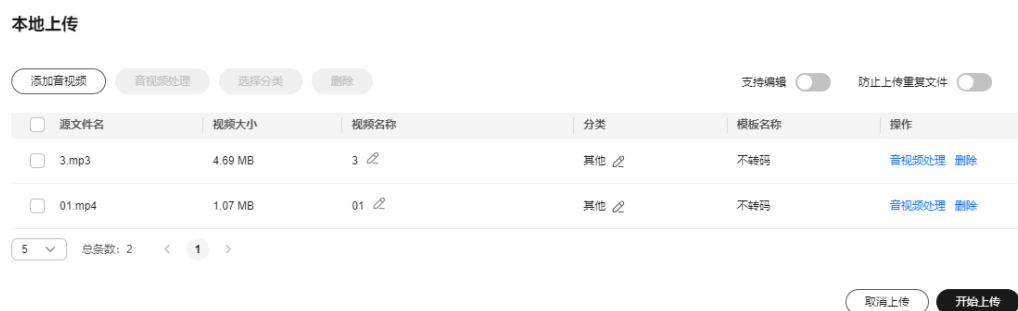 本地上传
添加音视频 音视频处理 选择分类 删除 支持编辑 防止上传重复文件
源文件名 视频大小 视频名称 分类 模板名称 操作
3.mp3 4.69 MB 3 其他 不转码 音视频处理 删除
01.mp4 1.07 MB 01 其他 不转码 音视频处理 删除
5 总条数: 2 < 1 >
取消上传 开始上传